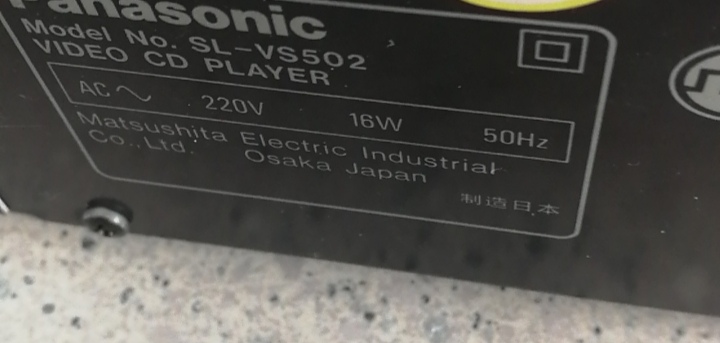 Panasonic
Model No. SL-VS502
VIDEO CD PLAYER
AC ~ 220V 16W 50Hz
Matsushita Electric Industrial
Co., Ltd. Osaka Japan
制造日本